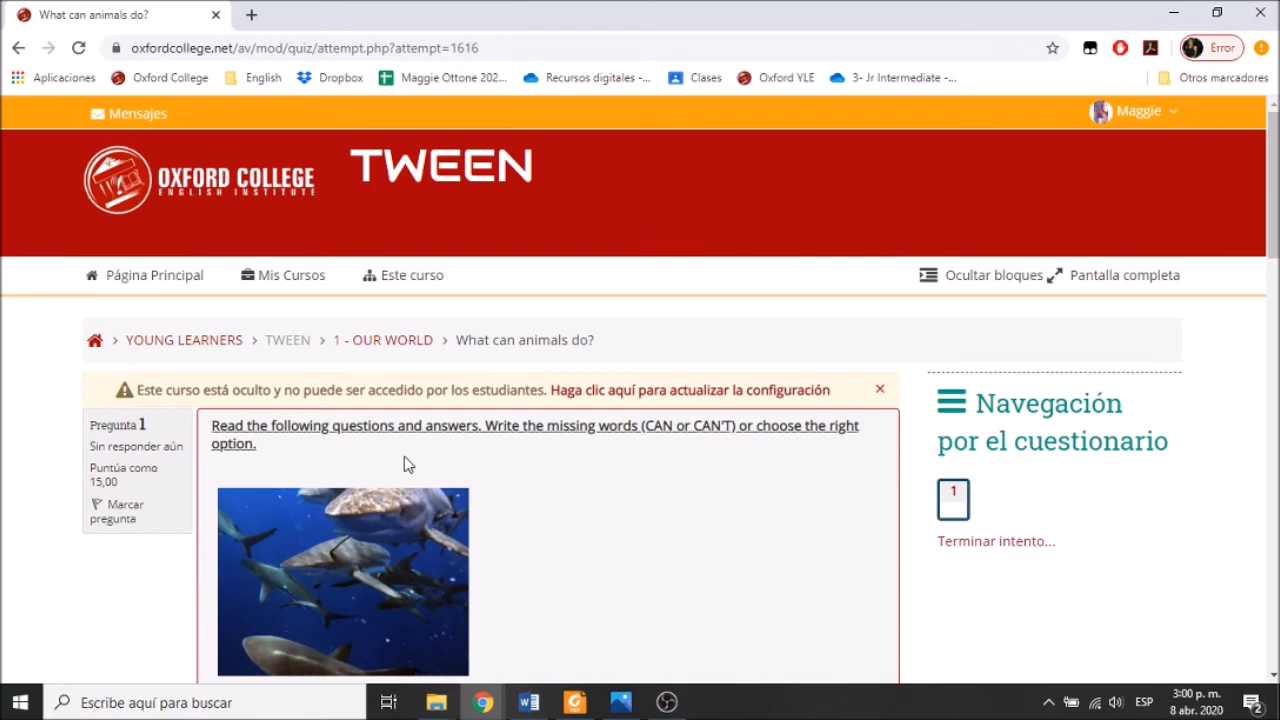 What can animals do?
oxfordcollege.net/av/mod/quiz/attempt.php?attempt=1616
Error
Aplicaciones Oxford College English Dropbox Maggie Ottone 202... Recursos digitales -... Clases Oxford YLE 3- Jr Intermediate -... Otros marcadores
Mensajes Maggie
OXFORD COLLEGE
ENGLISH INSTITUTE
TWEEN
Página Principal Mis Cursos Este curso Ocultar bloques Pantalla completa
> YOUNG LEARNERS > TWEEN > 1 - OUR WORLD > What can animals do?
Este curso está oculto y no puede ser accedido por los estudiantes. Haga clic aquí para actualizar la configuración
Pregunta 1
Sin responder aún
Puntúa como
15,00
Marcar
pregunta
Read the following questions and answers. Write the missing words (CAN or CAN'T) or choose the right
option.
Navegación
por el cuestionario
1
Terminar intento...
Escribe aquí para buscar
ESP
3:00 p. m.
8 abr. 2020
2